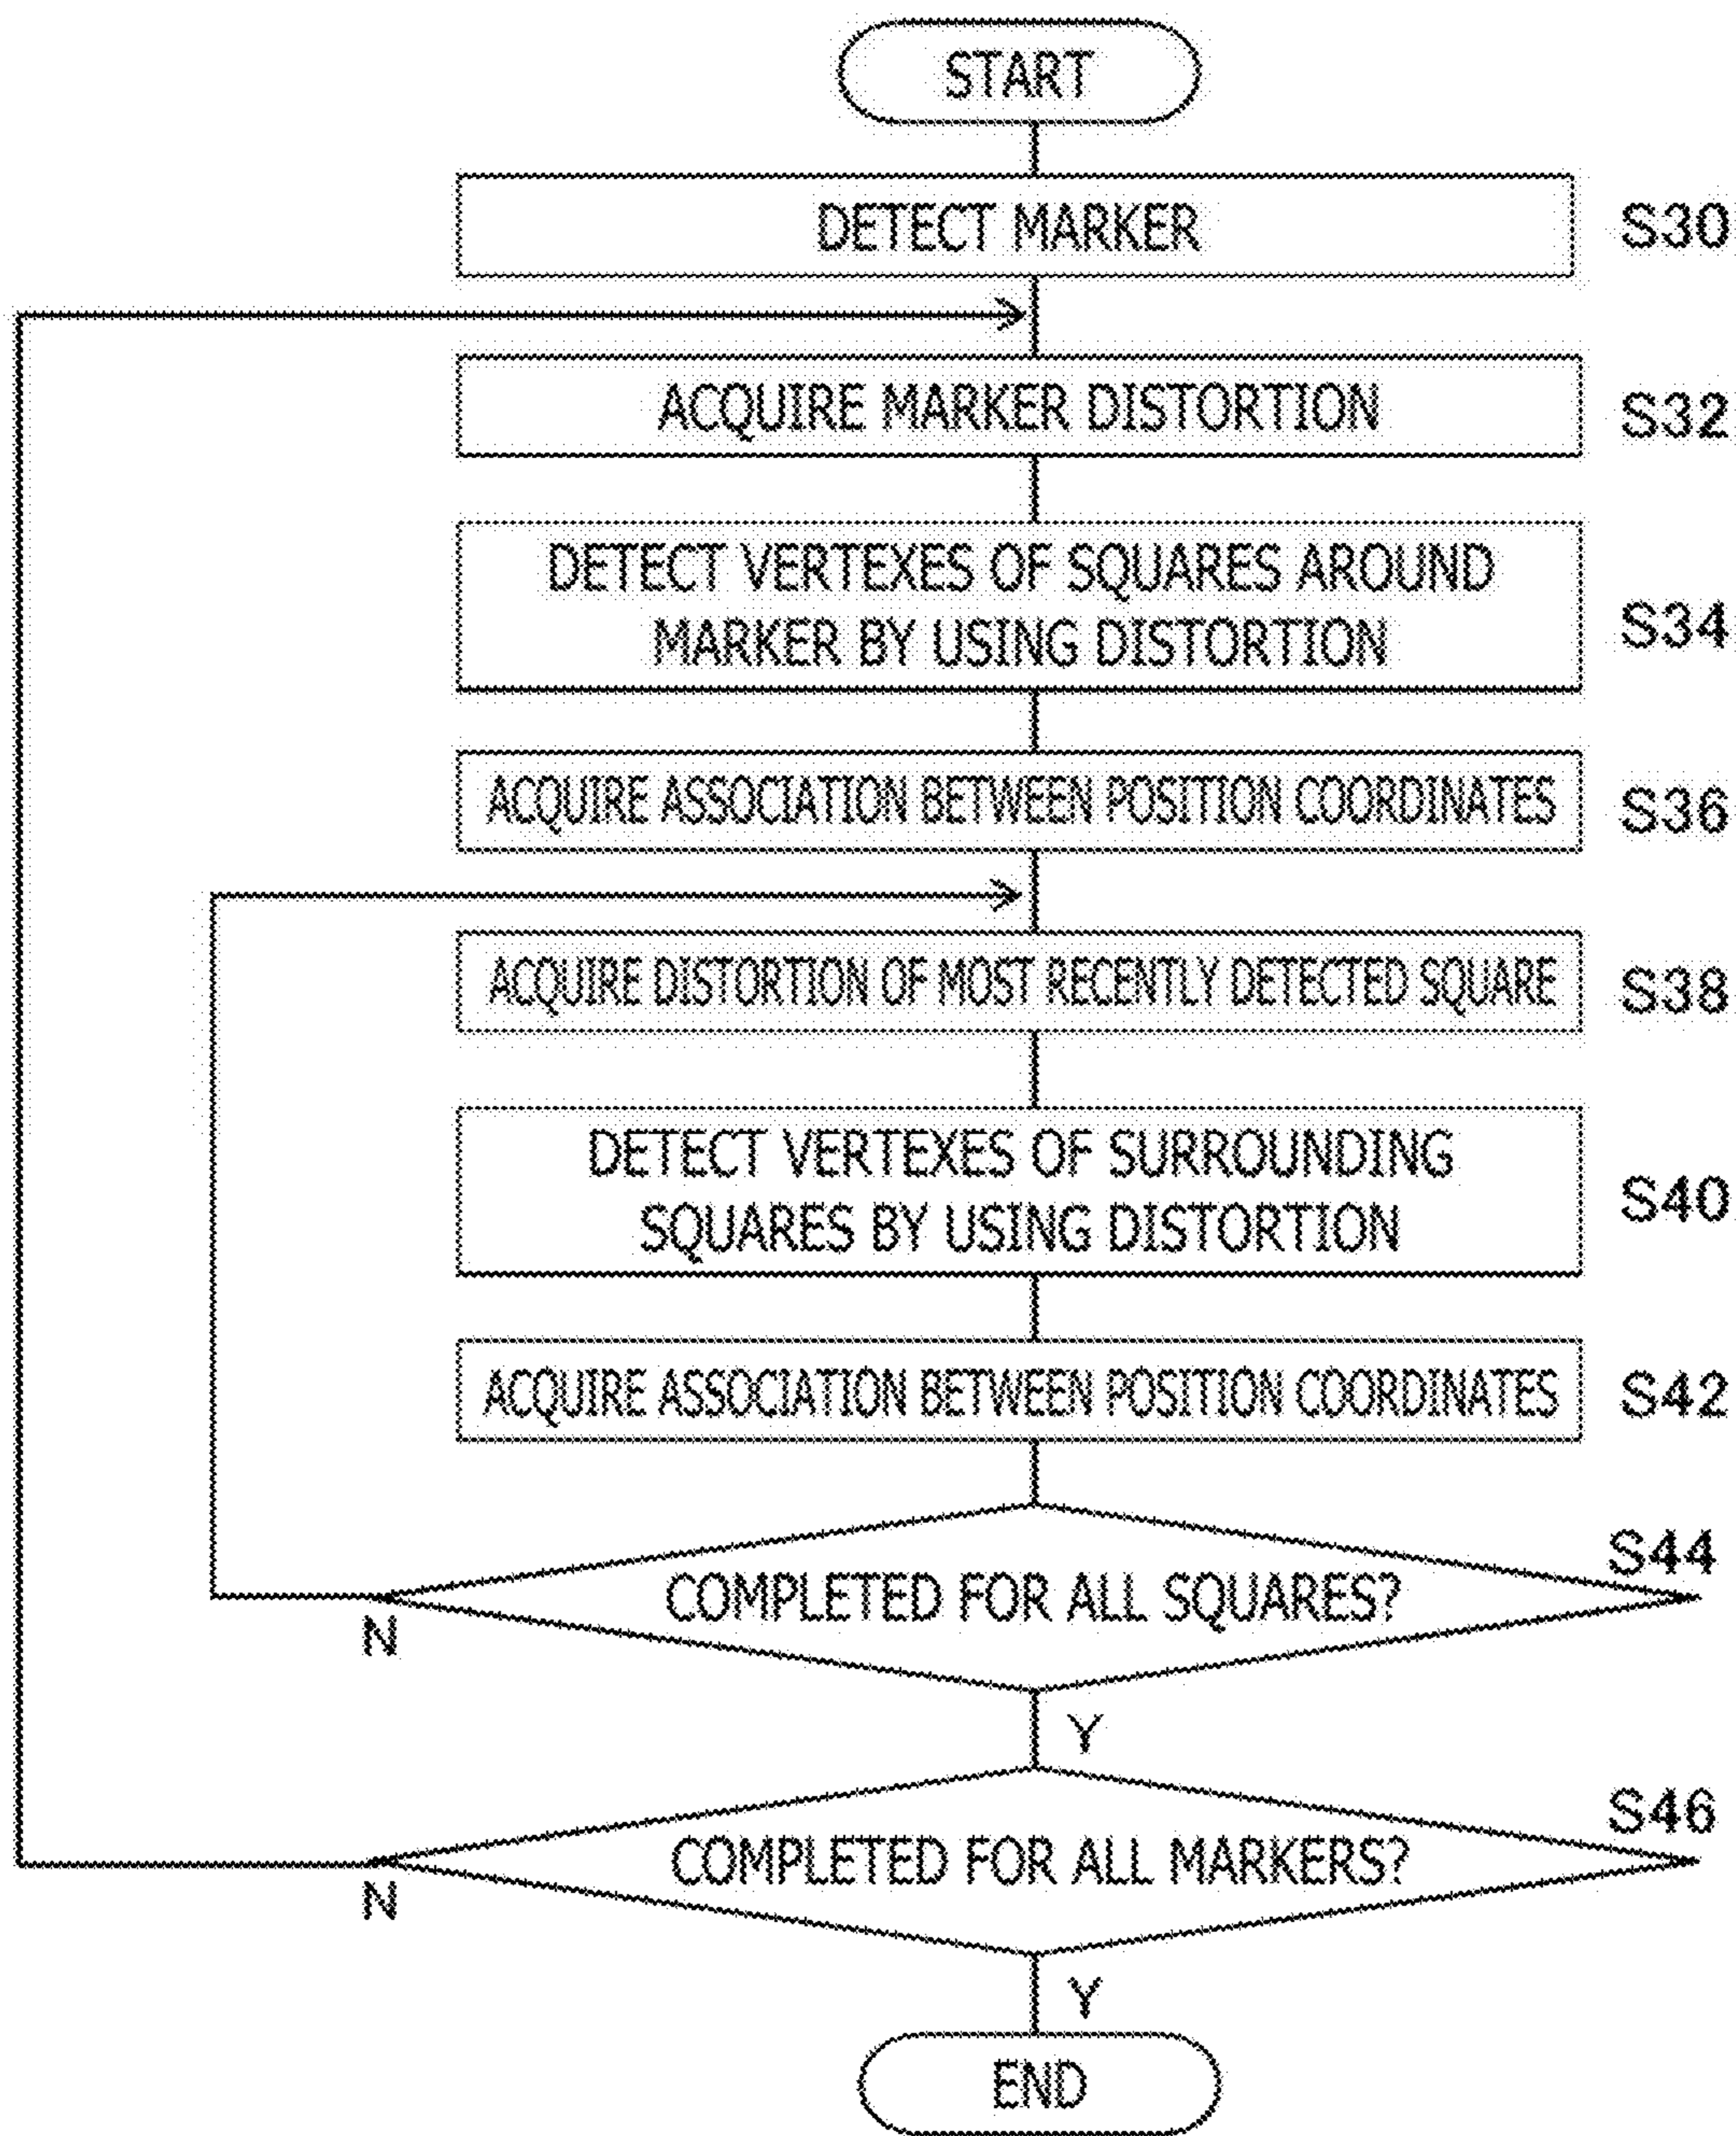 START
DETECT MARKER
S30
ACQUIRE MARKER DISTORTION
S32
DETECT VERTEXES OF SQUARES AROUND
MARKER BY USING DISTORTION
S34
ACQUIRE ASSOCIATION BETWEEN POSITION COORDINATES
S36
ACQUIRE DISTORTION OF MOST RECENTLY DETECTED SQUARE
S38
DETECT VERTEXES OF SURROUNDING
SQUARES BY USING DISTORTION
S40
ACQUIRE ASSOCIATION BETWEEN POSITION COORDINATES
S42
S44
COMPLETED FOR ALL SQUARES?
N
Y
S46
COMPLETED FOR ALL MARKERS?
N
Y
END